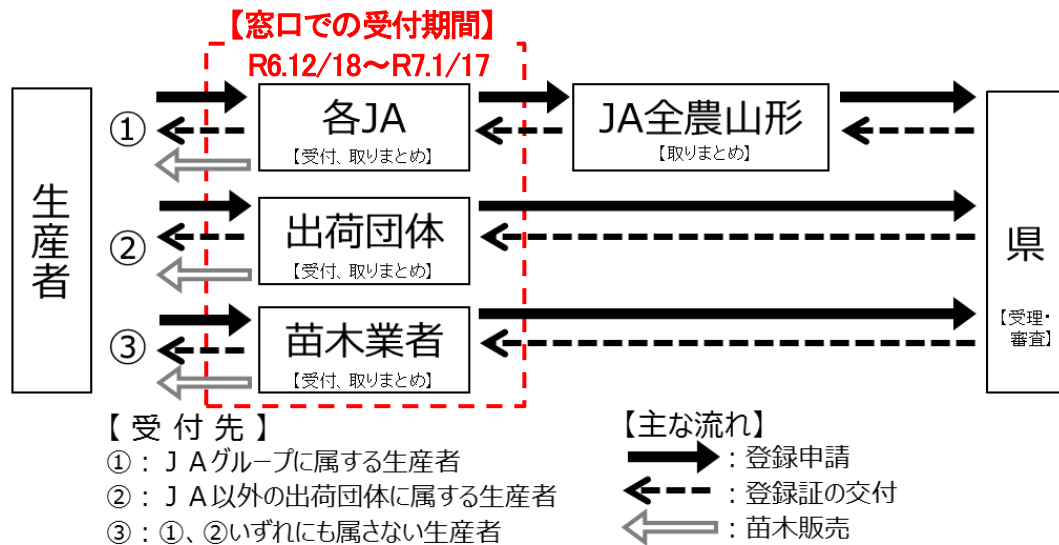 【窓口での受付期間】
R6.12/18～R7.1/17
生産者
①
各JA
【受付、取りまとめ】
JA全農山形
【取りまとめ】
②
出荷団体
【受付、取りまとめ】
③
苗木業者
【受付、取りまとめ】
県
【受理・
審査】
【 受 付 先 】
①：ＪＡグループに属する生産者
②：ＪＡ以外の出荷団体に属する生産者
③：①、②いずれにも属さない生産者
【主な流れ】
：登録申請
：登録証の交付
：苗木販売